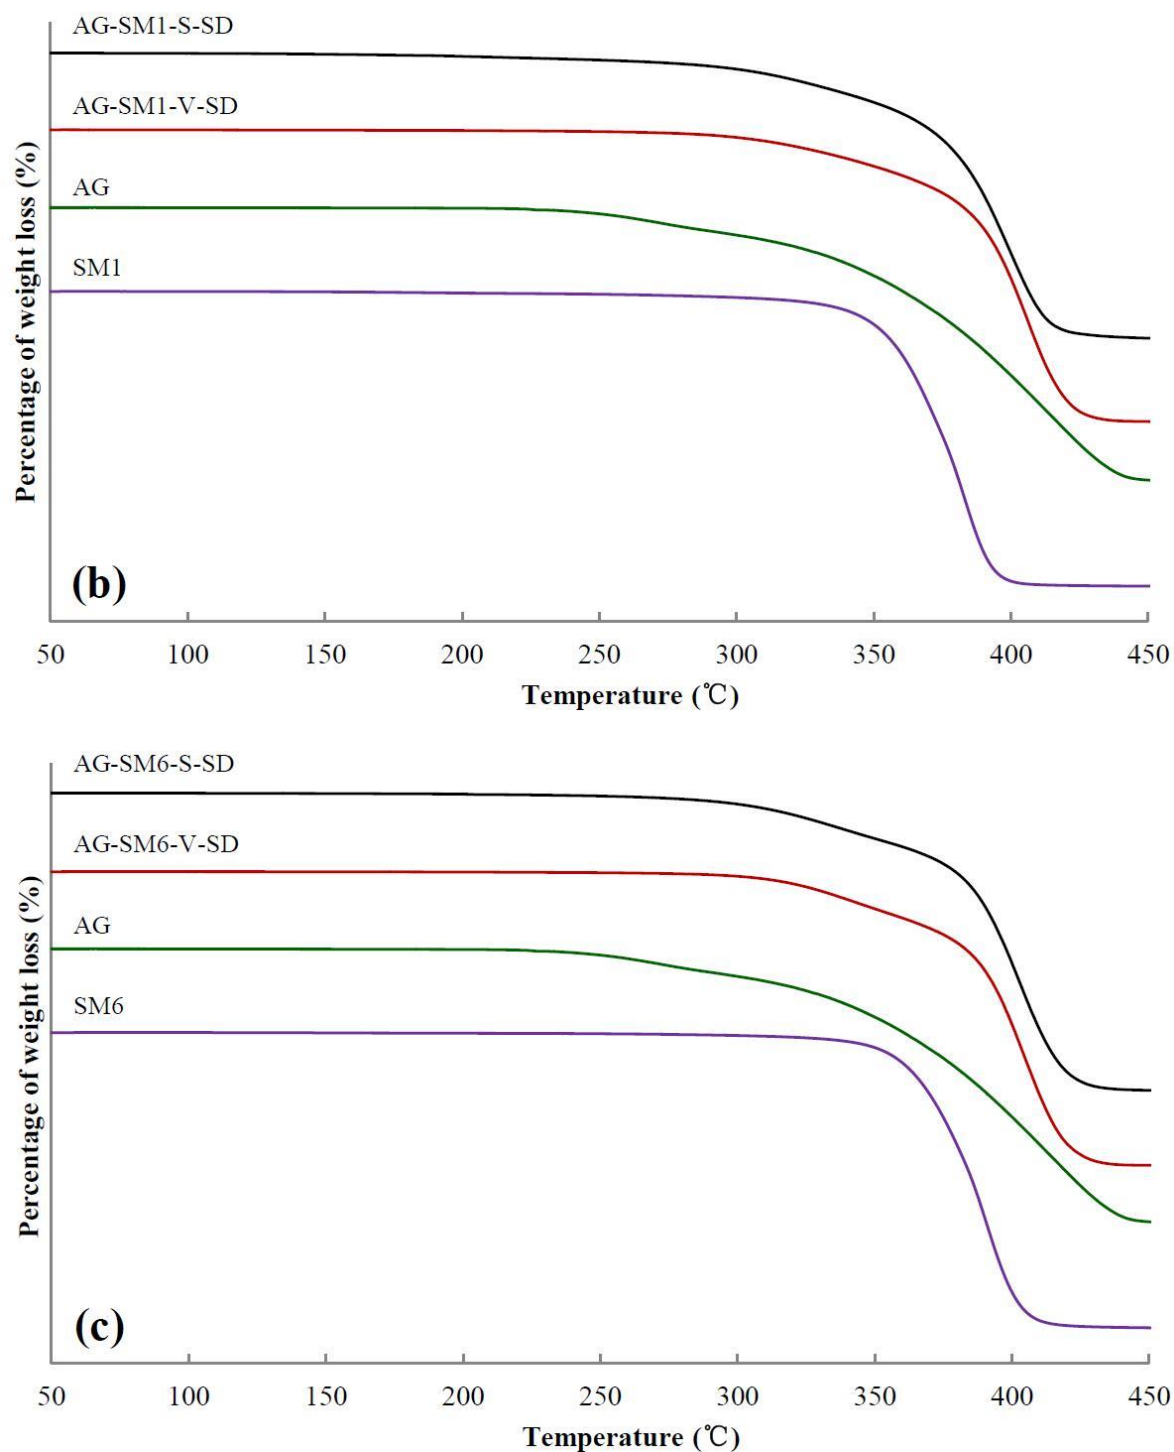 AG-SM1-S-SD
AG-SM1-V-SD
AG
SM1
Percentage of weight loss (%)
(b)
50 100 150 200 250 300 350 400 450
Temperature (℃)
AG-SM6-S-SD
AG-SM6-V-SD
AG
SM6
Percentage of weight loss (%)
(c)
50 100 150 200 250 300 350 400 450
Temperature (℃)